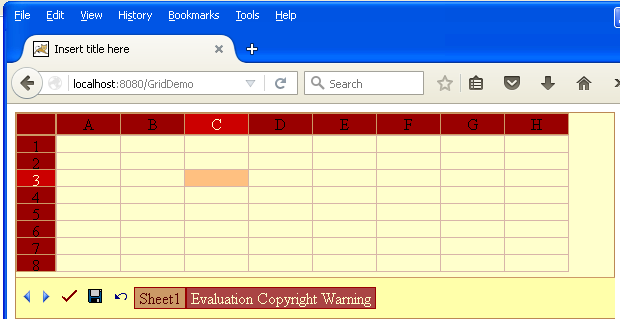 File Edit View History Bookmarks Tools Help
Insert title here
localhost:8080/GridDemo Search
A B C D E F G H
1
2
3
4
5
6
7
8
Sheet1 Evaluation Copyright Warning